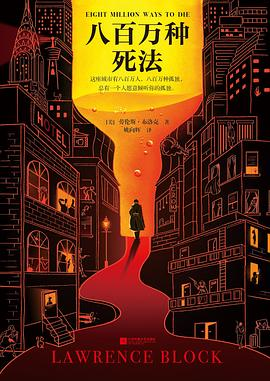 EIGHT MILLION WAYS TO DIE
八百万种
死法
这座城市有八百万人，八百万种孤独，
总有一个人愿意倾听你的孤独。
［美］劳伦斯·布洛克 著
姚向辉 译
HOTEL
LAWRENCE BLOCK